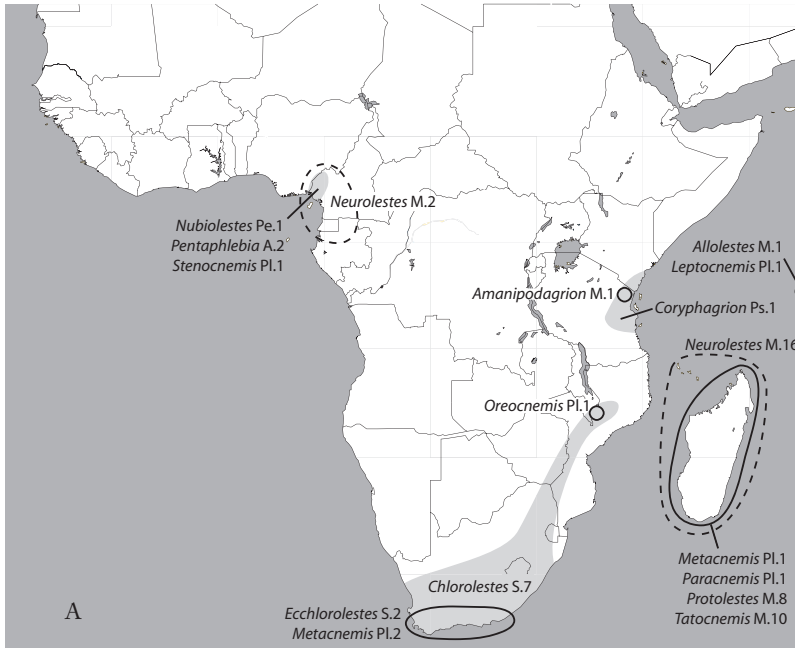 Neurolestes M.2
Nubiolestes Pe.1
Pentaphlebia A.2
Stenocnemis Pl.1
Allolestes M.1
Leptocnemis Pl.1
Amanipodagrion M.1
Coryphagrion Ps.1
Neurolestes M.16
Oreocnemis Pl.1
Metacnemis Pl.1
Paracnemis Pl.1
Protolestes M.8
Tatocnemis M.10
Chlorolestes S.7
Ecchlorolestes S.2
Metacnemis Pl.2
A